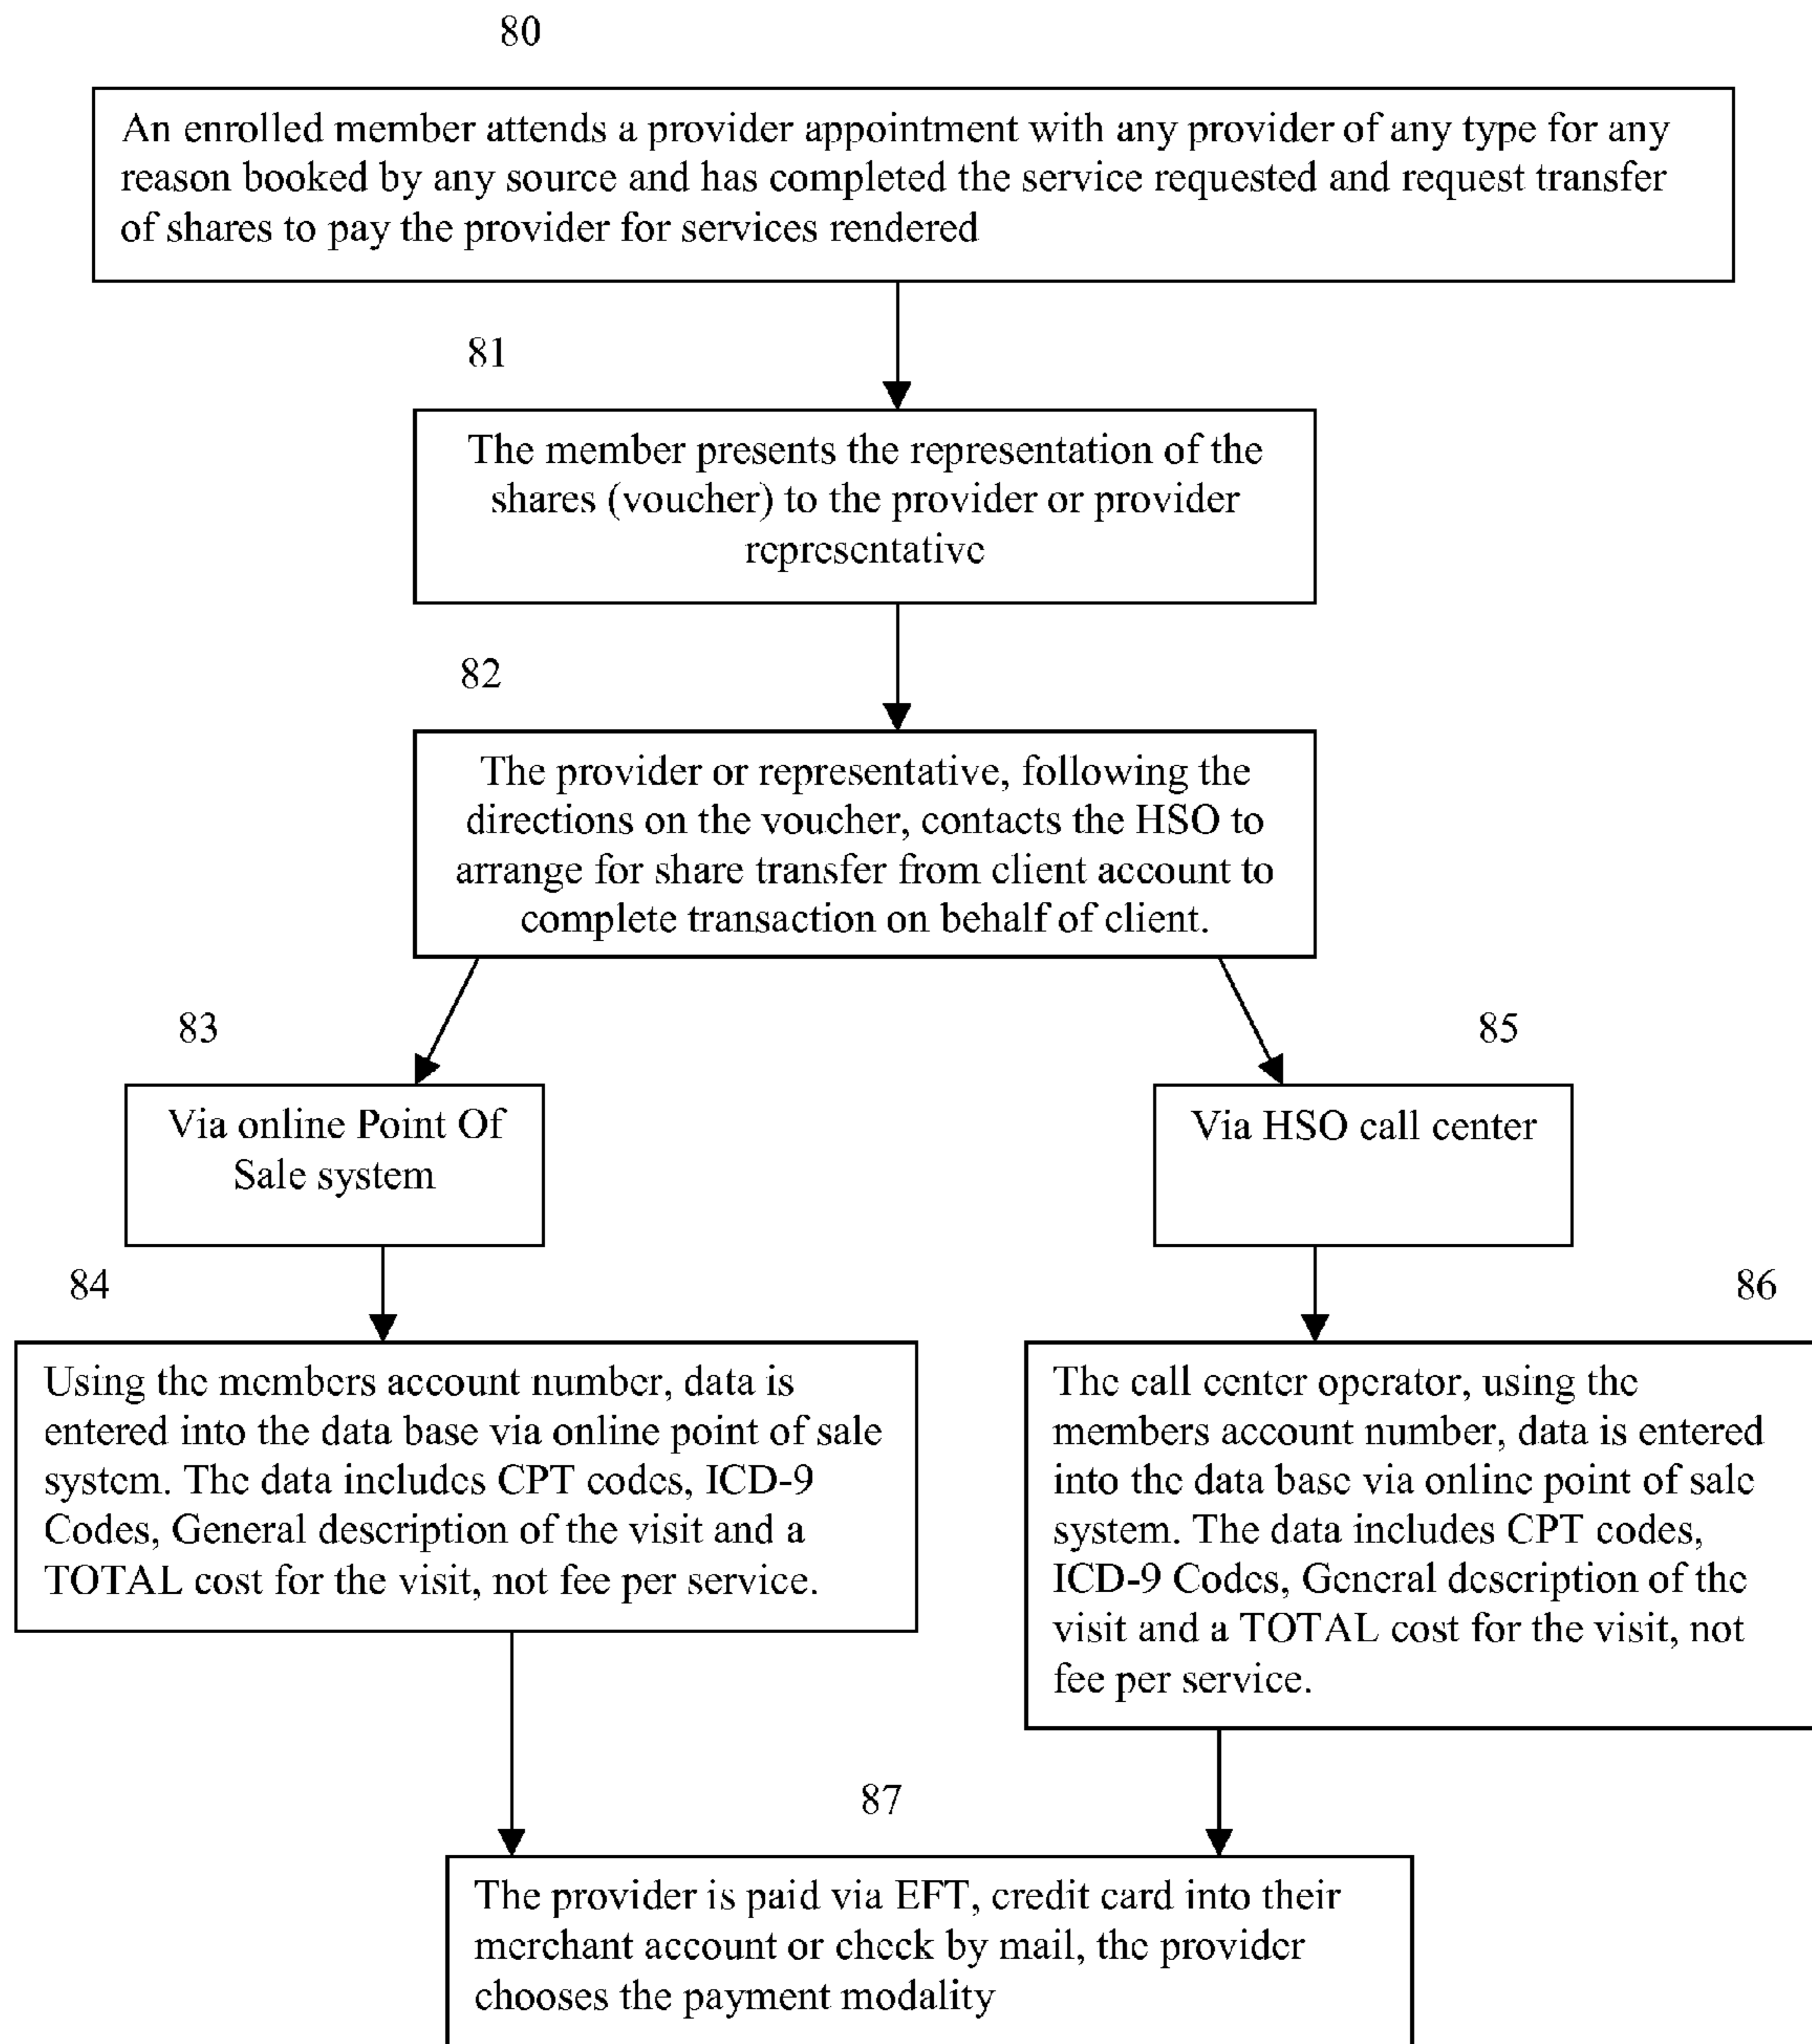 80
An enrolled member attends a provider appointment with any provider of any type for any
reason booked by any source and has completed the service requested and request transfer
of shares to pay the provider for services rendered
81
The member presents the representation of the
shares (voucher) to the provider or provider
representative
82
The provider or representative, following the
directions on the voucher, contacts the HSO to
arrange for share transfer from client account to
complete transaction on behalf of client.
83
Via online Point Of
Sale system
85
Via HSO call center
84
Using the members account number, data is
entered into the data base via online point of sale
system. The data includes CPT codes, ICD-9
Codes, General description of the visit and a
TOTAL cost for the visit, not fee per service.
86
The call center operator, using the
members account number, data is entered
into the data base via online point of sale
system. The data includes CPT codes,
ICD-9 Codes, General description of the
visit and a TOTAL cost for the visit, not
fee per service.
87
The provider is paid via EFT, credit card into their
merchant account or check by mail, the provider
chooses the payment modality